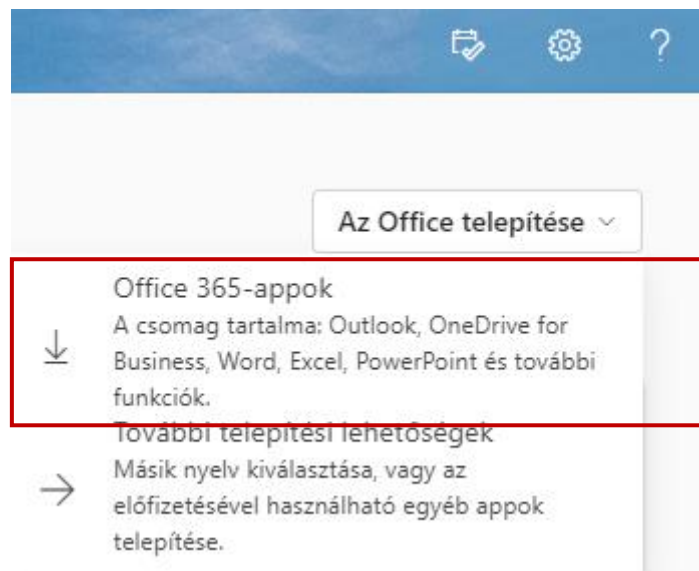 ?
Az Office telepítése
Office 365-appok
A csomag tartalma: Outlook, OneDrive for
Business, Word, Excel, PowerPoint és további
funkciók.
További telepítési lehetőségek
Másik nyelv kiválasztása, vagy az
előfizetésével használható egyéb appok
telepítése.